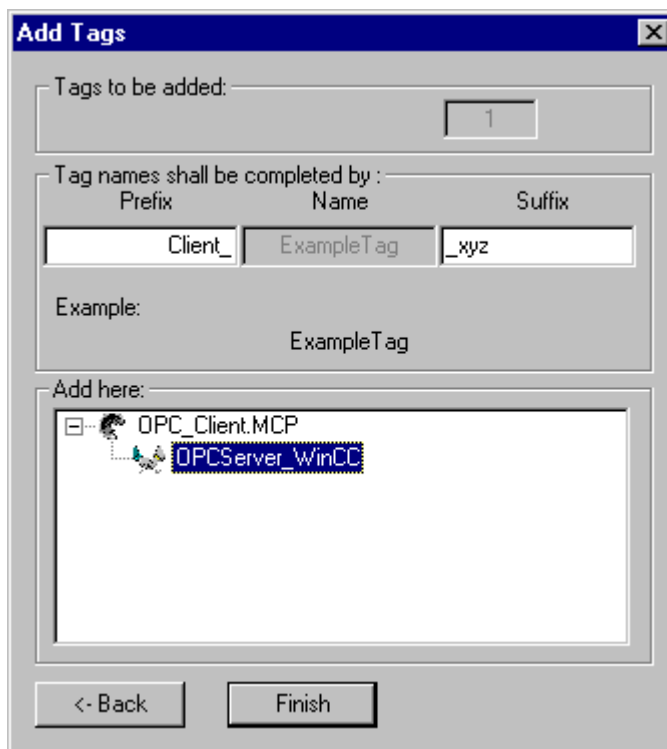 Add Tags
Tags to be added:
1
Tag names shall be completed by :
Prefix Name Suffix
Client_ ExampleTag _xyz
Example:
ExampleTag
Add here:
OPC_Client.MCP
OPCServer_WinCC
<- Back Finish